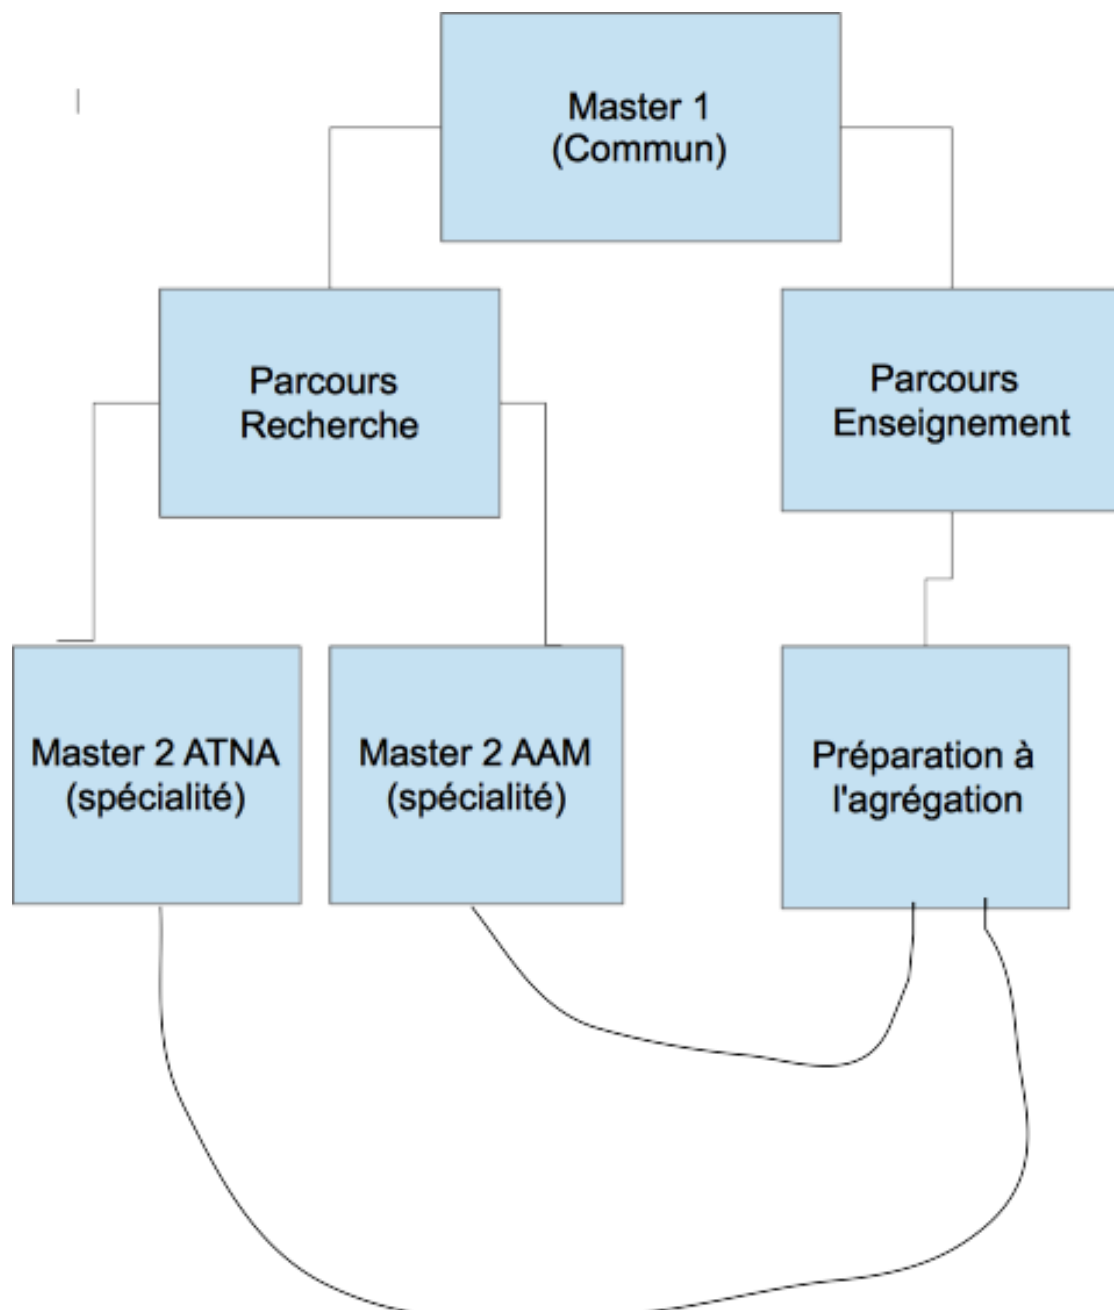 Master 1
(Commun)
Parcours
Recherche
Parcours
Enseignement
Master 2 ATNA
(spécialité)
Master 2 AAM
(spécialité)
Préparation à
l'agrégation